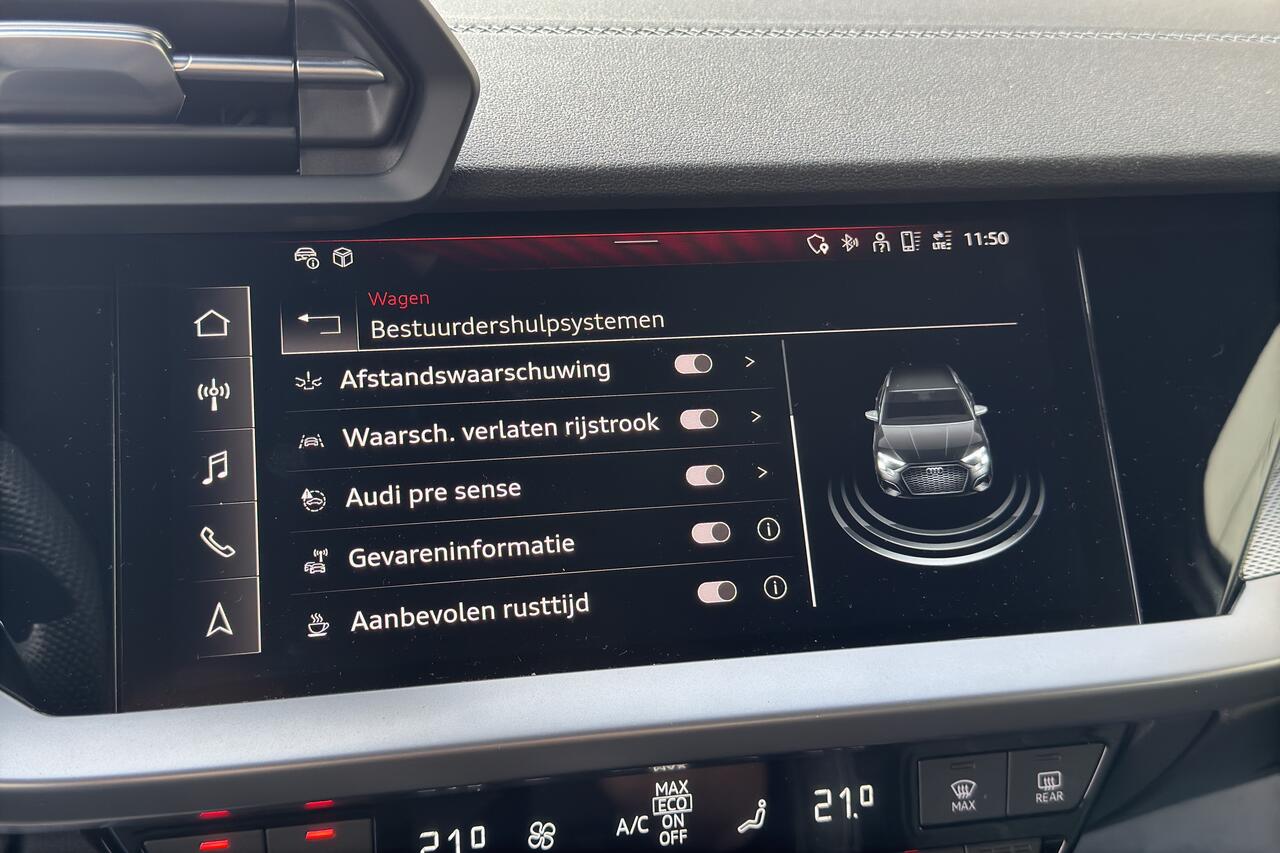 LTE 11:50
Wagen
Bestuurdershulpsystemen
Afstandswaarschuwing
Waarsch. verlaten rijstrook
Audi pre sense
Gevareninformatie
Aanbevolen rusttijd
MAX
ECO
A/C ON
OFF
21.0
21.0
MAX
REAR